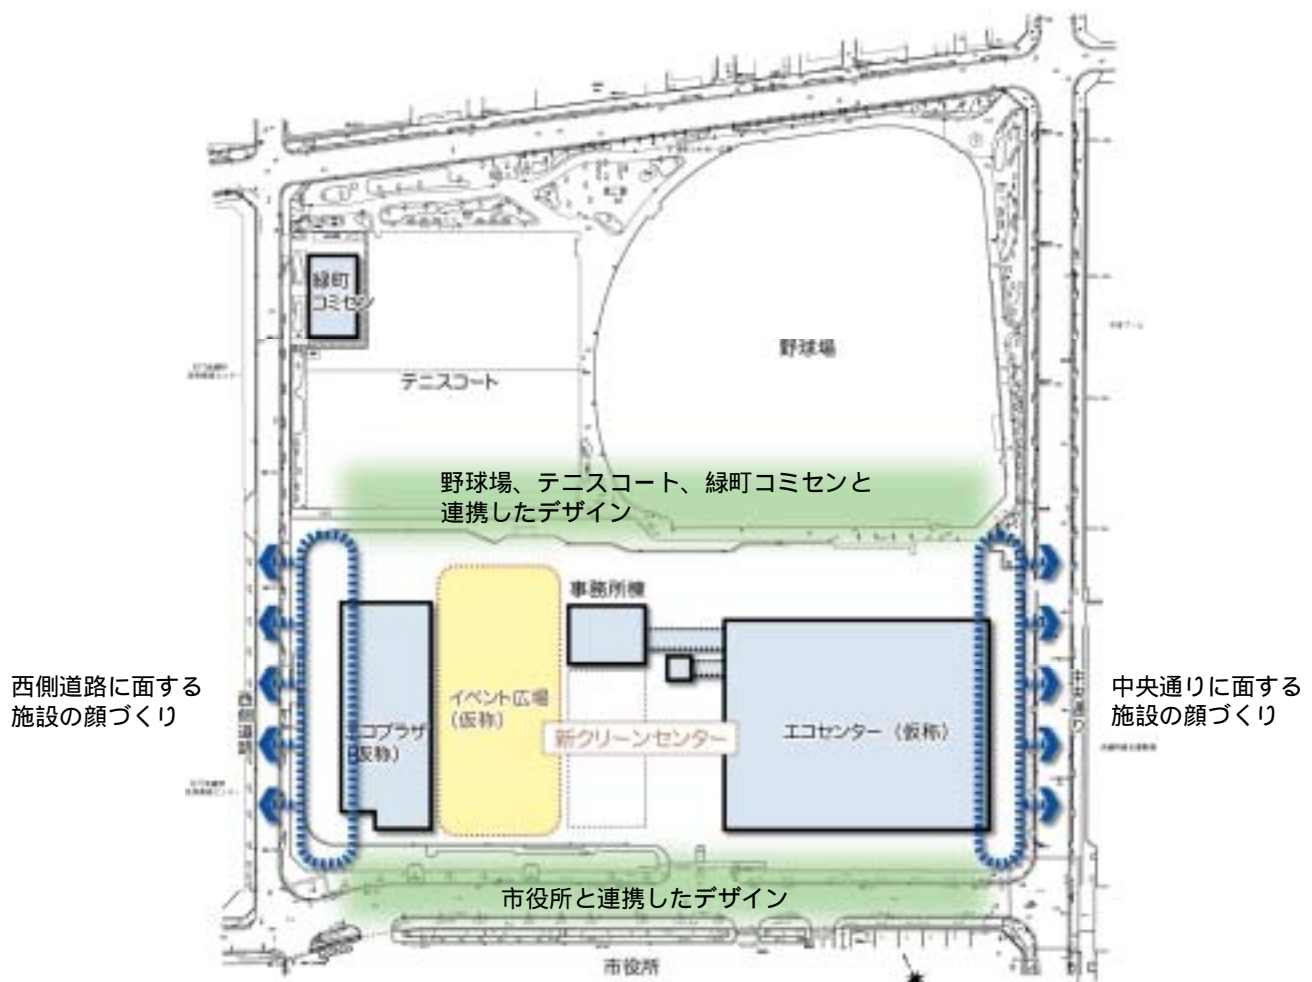 緑町
コミセン
野球場
テニスコート
野球場、テニスコート、緑町コミセンと
連携したデザイン
事務所棟
西側道路に面する
施設の顔づくり
西側道路
コプラザ
仮称）
イベント広場
（仮称）
新クリーンセンター
エコセンター（仮称）
中央通り
中央通りに面する
施設の顔づくり
市役所と連携したデザイン
市役所